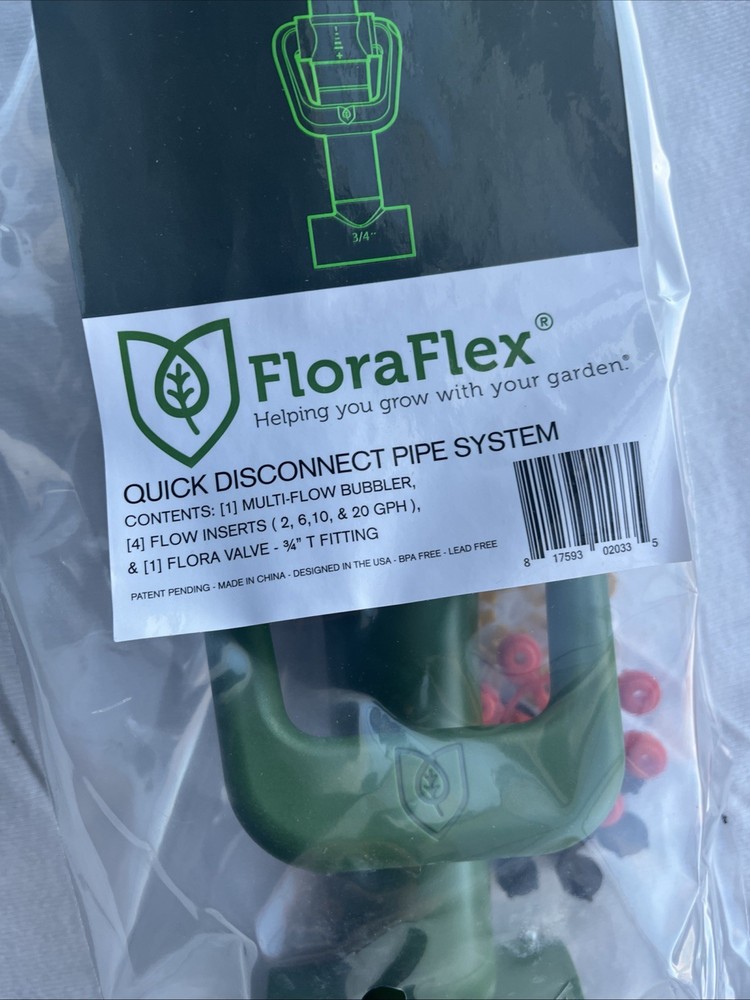 3/4"
FloraFlex®
Helping you grow with your garden.®
QUICK DISCONNECT PIPE SYSTEM
CONTENTS: [1] MULTI-FLOW BUBBLER,
[4] FLOW INSERTS ( 2, 6,10, & 20 GPH ),
& [1] FLORA VALVE - ¾" T FITTING
PATENT PENDING - MADE IN CHINA - DESIGNED IN THE USA - BPA FREE - LEAD FREE
8 17593 02033 5